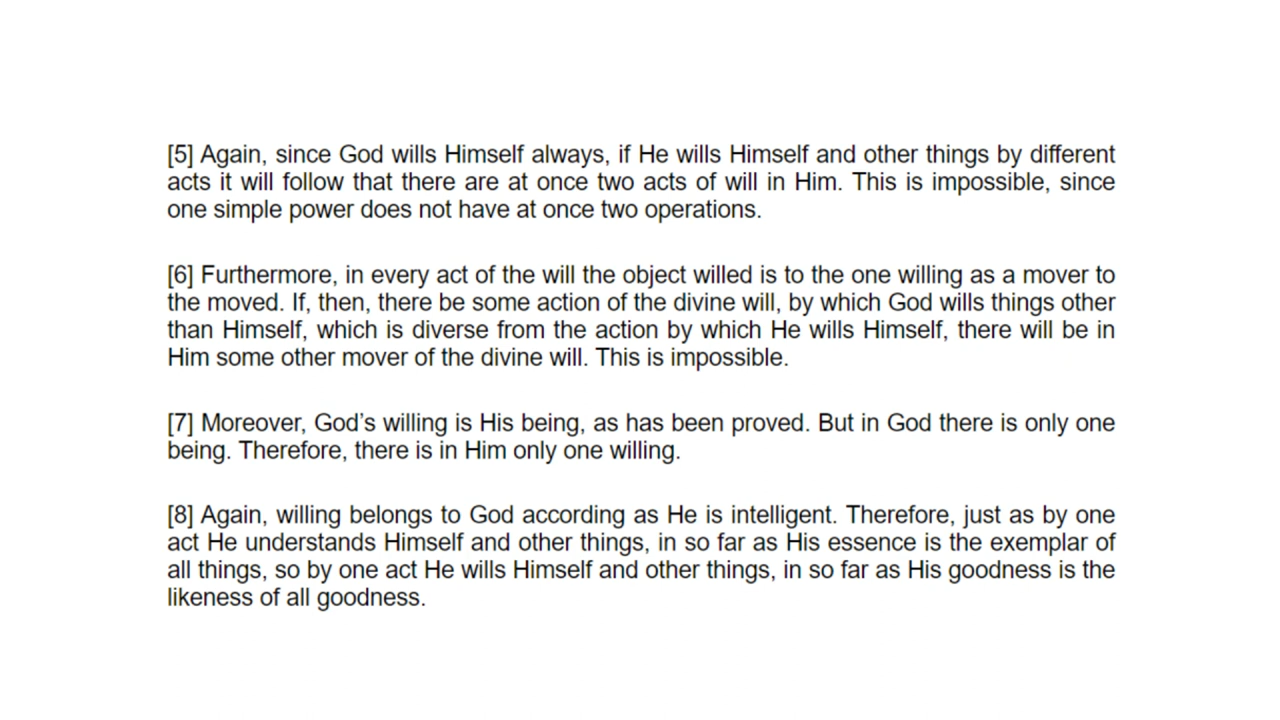 [5] Again, since God wills Himself always, if He wills Himself and other things by different
acts it will follow that there are at once two acts of will in Him. This is impossible, since
one simple power does not have at once two operations.
[6] Furthermore, in every act of the will the object willed is to the one willing as a mover to
the moved. If, then, there be some action of the divine will, by which God wills things other
than Himself, which is diverse from the action by which He wills Himself, there will be in
Him some other mover of the divine will. This is impossible.
[7] Moreover, God’s willing is His being, as has been proved. But in God there is only one
being. Therefore, there is in Him only one willing.
[8] Again, willing belongs to God according as He is intelligent. Therefore, just as by one
act He understands Himself and other things, in so far as His essence is the exemplar of
all things, so by one act He wills Himself and other things, in so far as His goodness is the
likeness of all goodness.